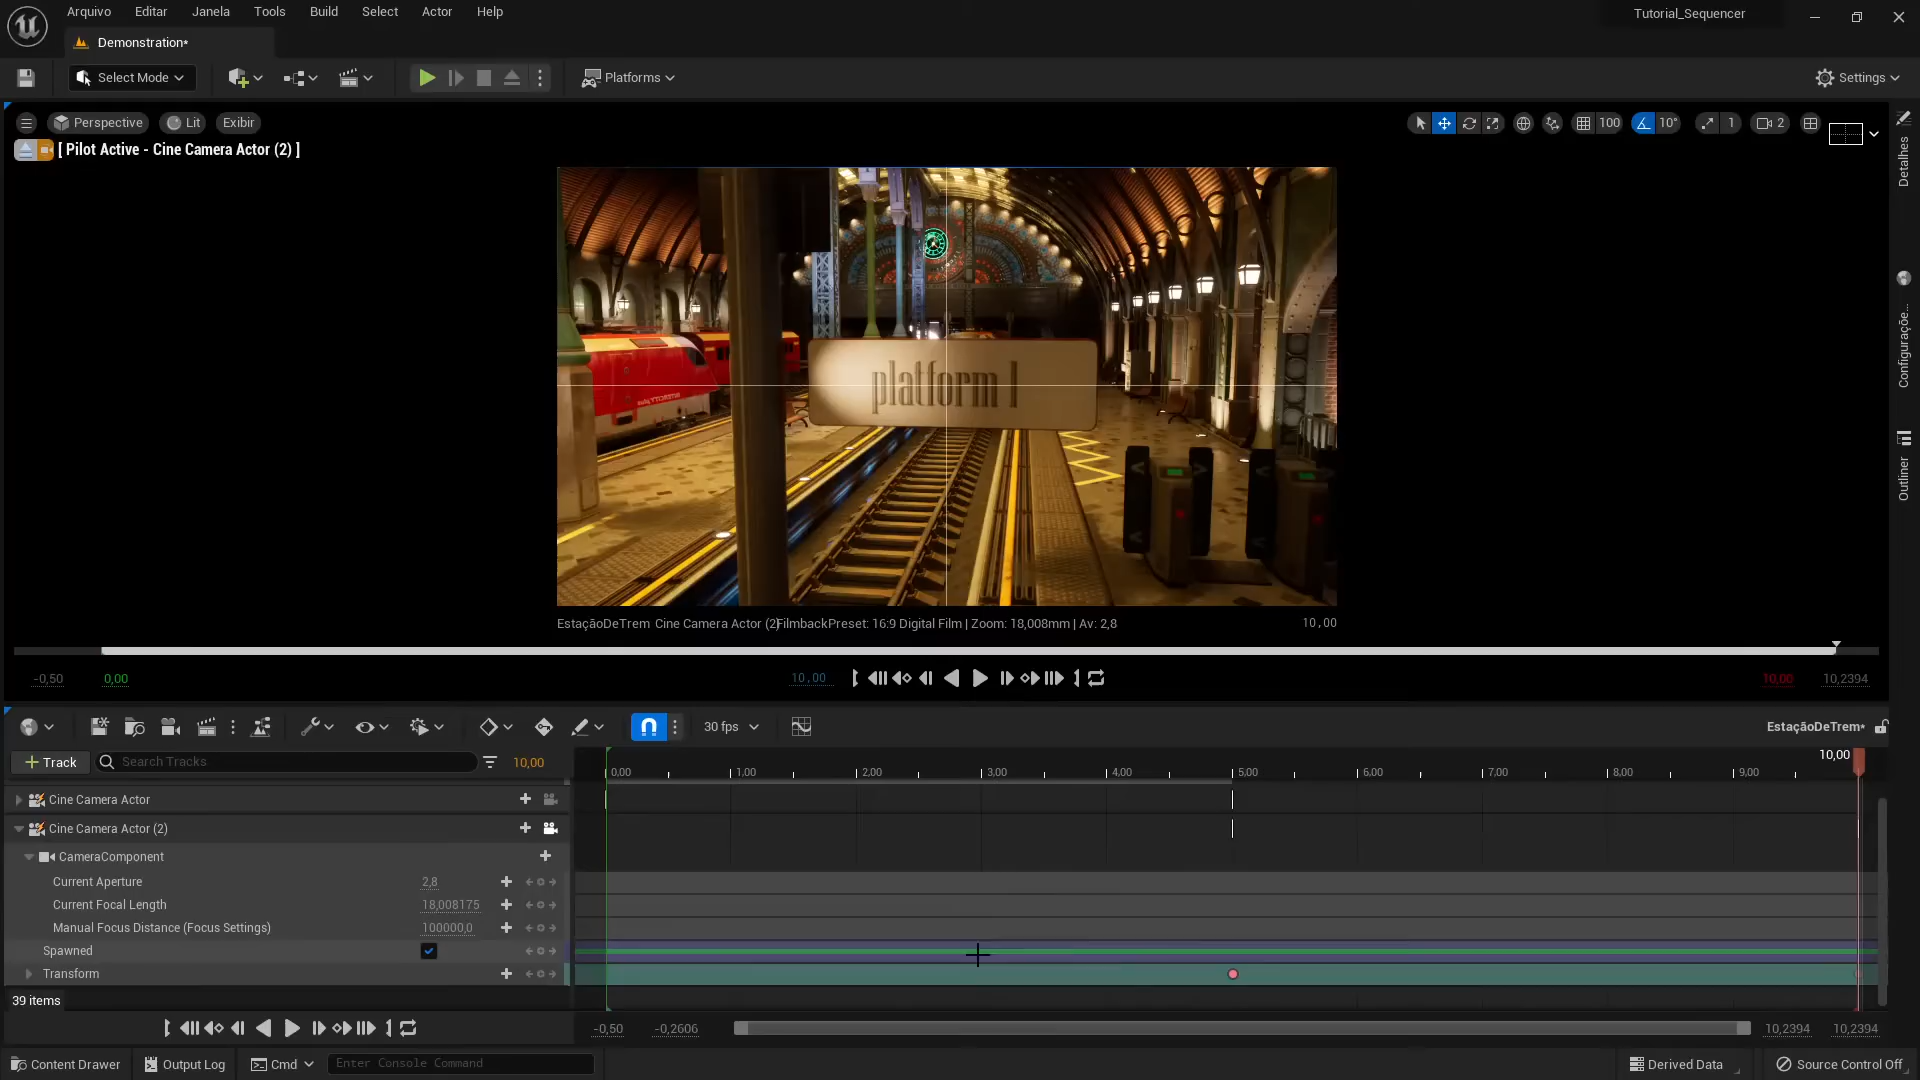 Arquivo Editar Janela Tools Build Select Actor Help
Tutorial_Sequencer
Demonstration*
Select Mode
Platforms
Settings
Perspective Lit Exibir
100 10° 1 2
[ Pilot Active - Cine Camera Actor (2) ]
Detalhes
Configuraçõe...
Outliner
platform 1
EstaçãoDeTrem Cine Camera Actor (2) FilmbackPreset: 16:9 Digital Film | Zoom: 18,008mm | Av: 2,8 10,00
-0,50 0,00 10,00 10,00 10,2394
30 fps
EstaçãoDeTrem*
+ Track Search Tracks 10,00
10,00
0,00 1,00 2,00 3,00 4,00 5,00 6,00 7,00 8,00 9,00
Cine Camera Actor
Cine Camera Actor (2)
CameraComponent
Current Aperture 2,8
Current Focal Length 18,008175
Manual Focus Distance (Focus Settings) 100000,0
Spawned
Transform
39 items
-0,50 -0,2606 10,2394 10,2394
Content Drawer Output Log Cmd Enter Console Command Derived Data Source Control Off